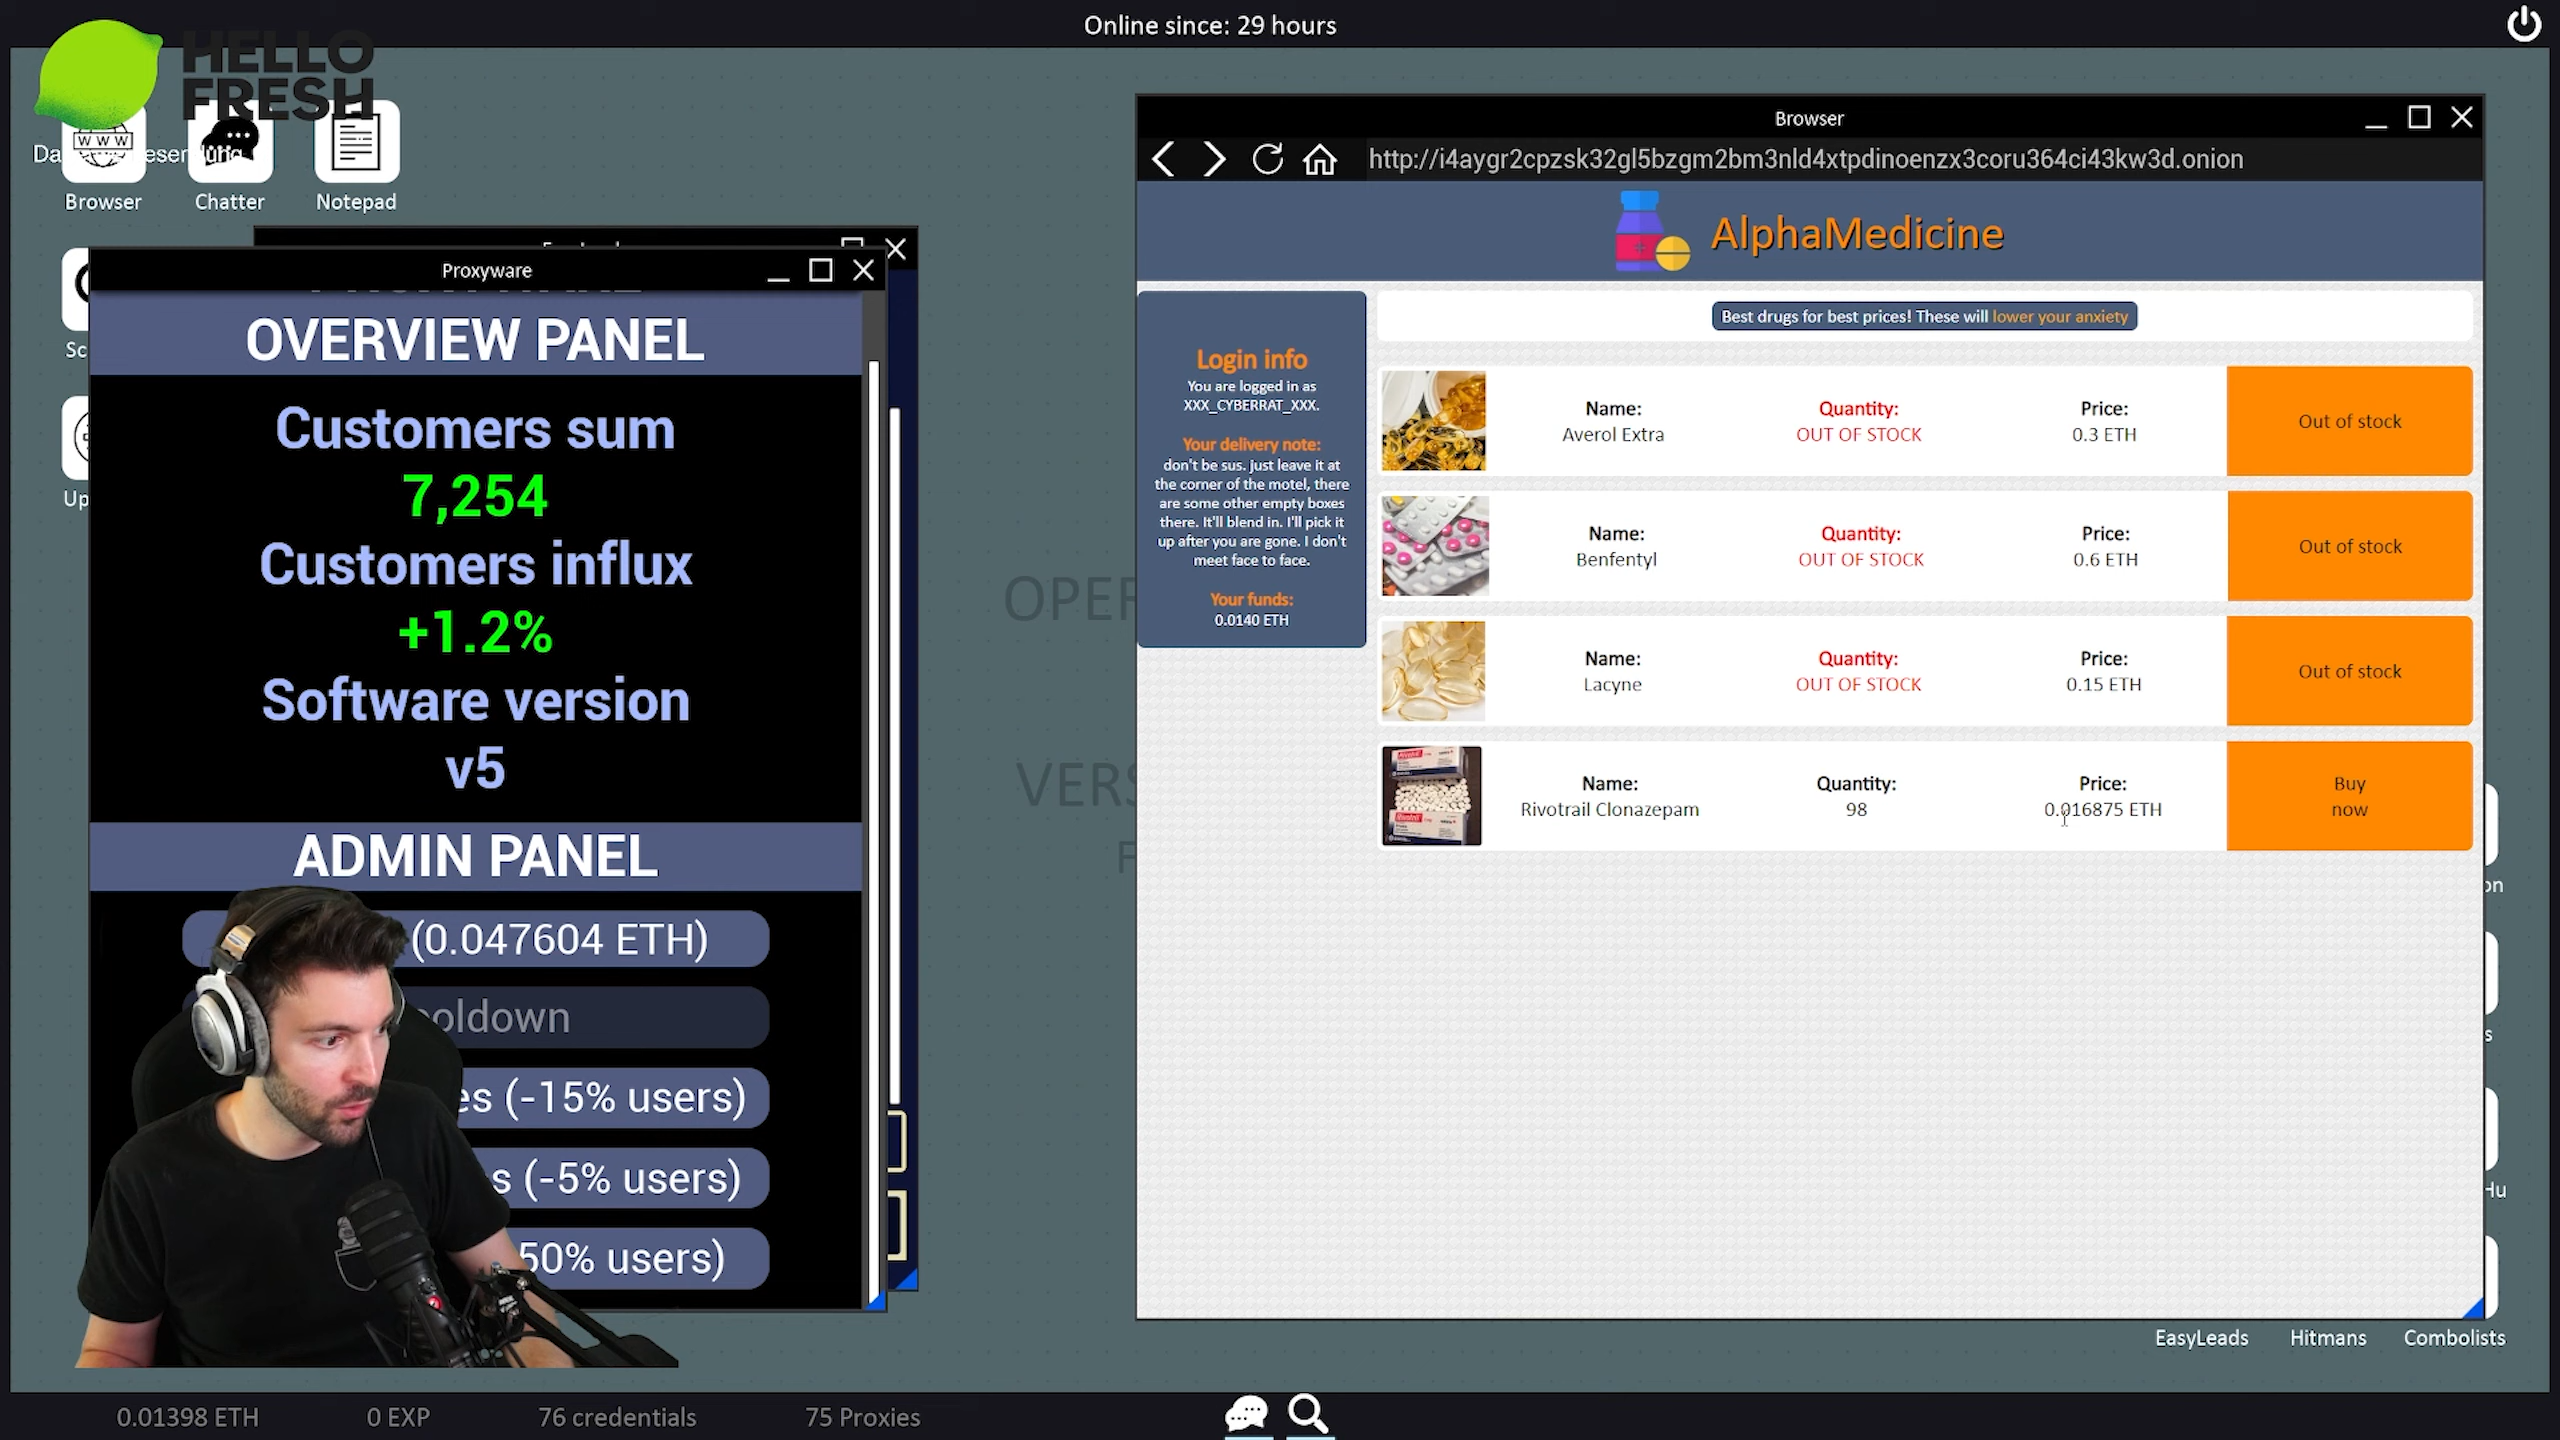 Online since: 29 hours
HELLO
FRESH
Browser
Chatter
Notepad
Proxyware
OVERVIEW PANEL
Customers sum
7,254
Customers influx
+1.2%
Software version
v5
ADMIN PANEL
(0.047604 ETH)
(-15% users)
(-5% users)
50% users)
Browser
http://i4aygr2cpzsk32gl5bzgm2bm3nld4xtpdinoenzx3coru364ci43kw3d.onion
AlphaMedicine
Login info
You are logged in as
XXX_CYBERRAT_XXX.
Your delivery note:
don't be sus. just leave it at
the corner of the motel, there
are some other empty boxes
there. It'll blend in. I'll pick it
up after you are gone. I don't
meet face to face.
Your funds:
0.0140 ETH
Best drugs for best prices! These will lower your anxiety
Name: Quantity: Price:
Averol Extra OUT OF STOCK 0.3 ETH Out of stock
Name: Quantity: Price:
Benfentyl OUT OF STOCK 0.6 ETH Out of stock
Name: Quantity: Price:
Lacyne OUT OF STOCK 0.15 ETH Out of stock
Name: Quantity: Price: Buy
Rivotrail Clonazepam 98 0.016875 ETH now
EasyLeads Hitmans Combolists
0.01398 ETH 0 EXP 76 credentials 75 Proxies